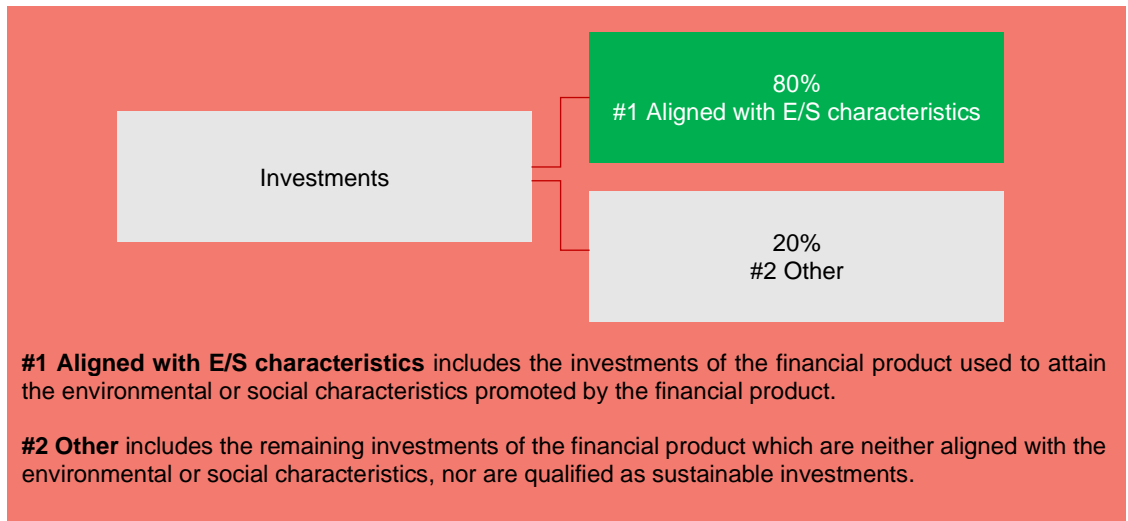 80%
#1 Aligned with E/S characteristics
Investments
20%
#2 Other
#1 Aligned with E/S characteristics includes the investments of the financial product used to attain
the environmental or social characteristics promoted by the financial product.
#2 Other includes the remaining investments of the financial product which are neither aligned with the
environmental or social characteristics, nor are qualified as sustainable investments.